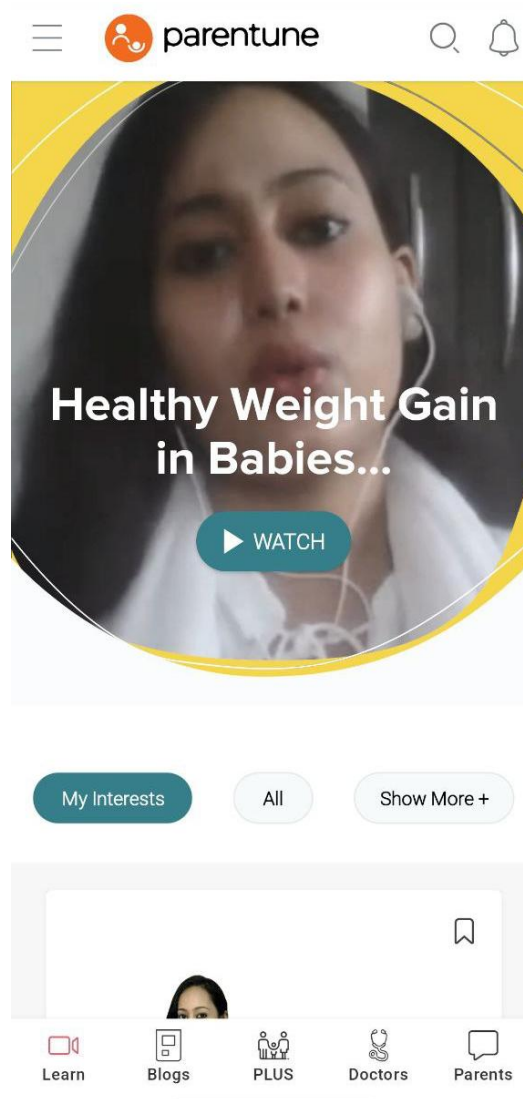 parentune
Healthy Weight Gain
in Babies...
WATCH
My Interests
All
Show More +
Learn
Blogs
PLUS
Doctors
Parents